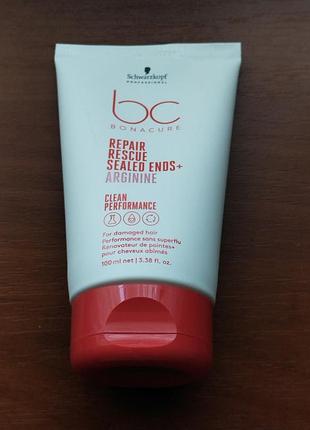 Schwarzkopf
PROFESSIONAL
bc
BONACURE
REPAIR
RESCUE
SEALED ENDS+
ARGININE
CLEAN
PERFORMANCE
For damaged hair
Performance sans superflu
Rénovateur de pointes+
pour cheveux abîmés
100 ml net | 3.38 fl. oz.